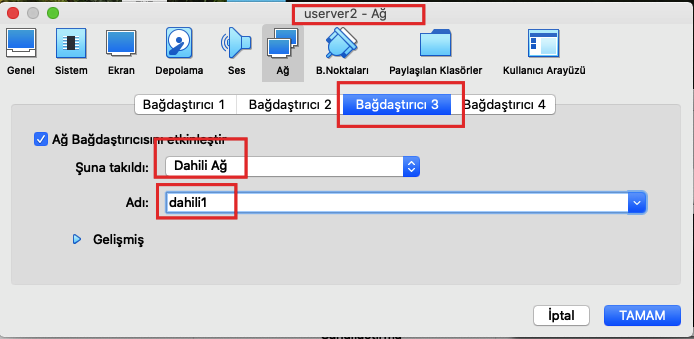 userver2 - Ağ
Genel Sistem Ekran Depolama Ses Ağ B.Noktaları Paylaşılan Klasörler Kullanıcı Arayüzü
Bağdaştırıcı 1 Bağdaştırıcı 2 Bağdaştırıcı 3 Bağdaştırıcı 4
Ağ Bağdaştırıcısını etkinleştir
Şuna takıldı: Dahili Ağ
Adı: dahili1
Gelişmiş
İptal TAMAM